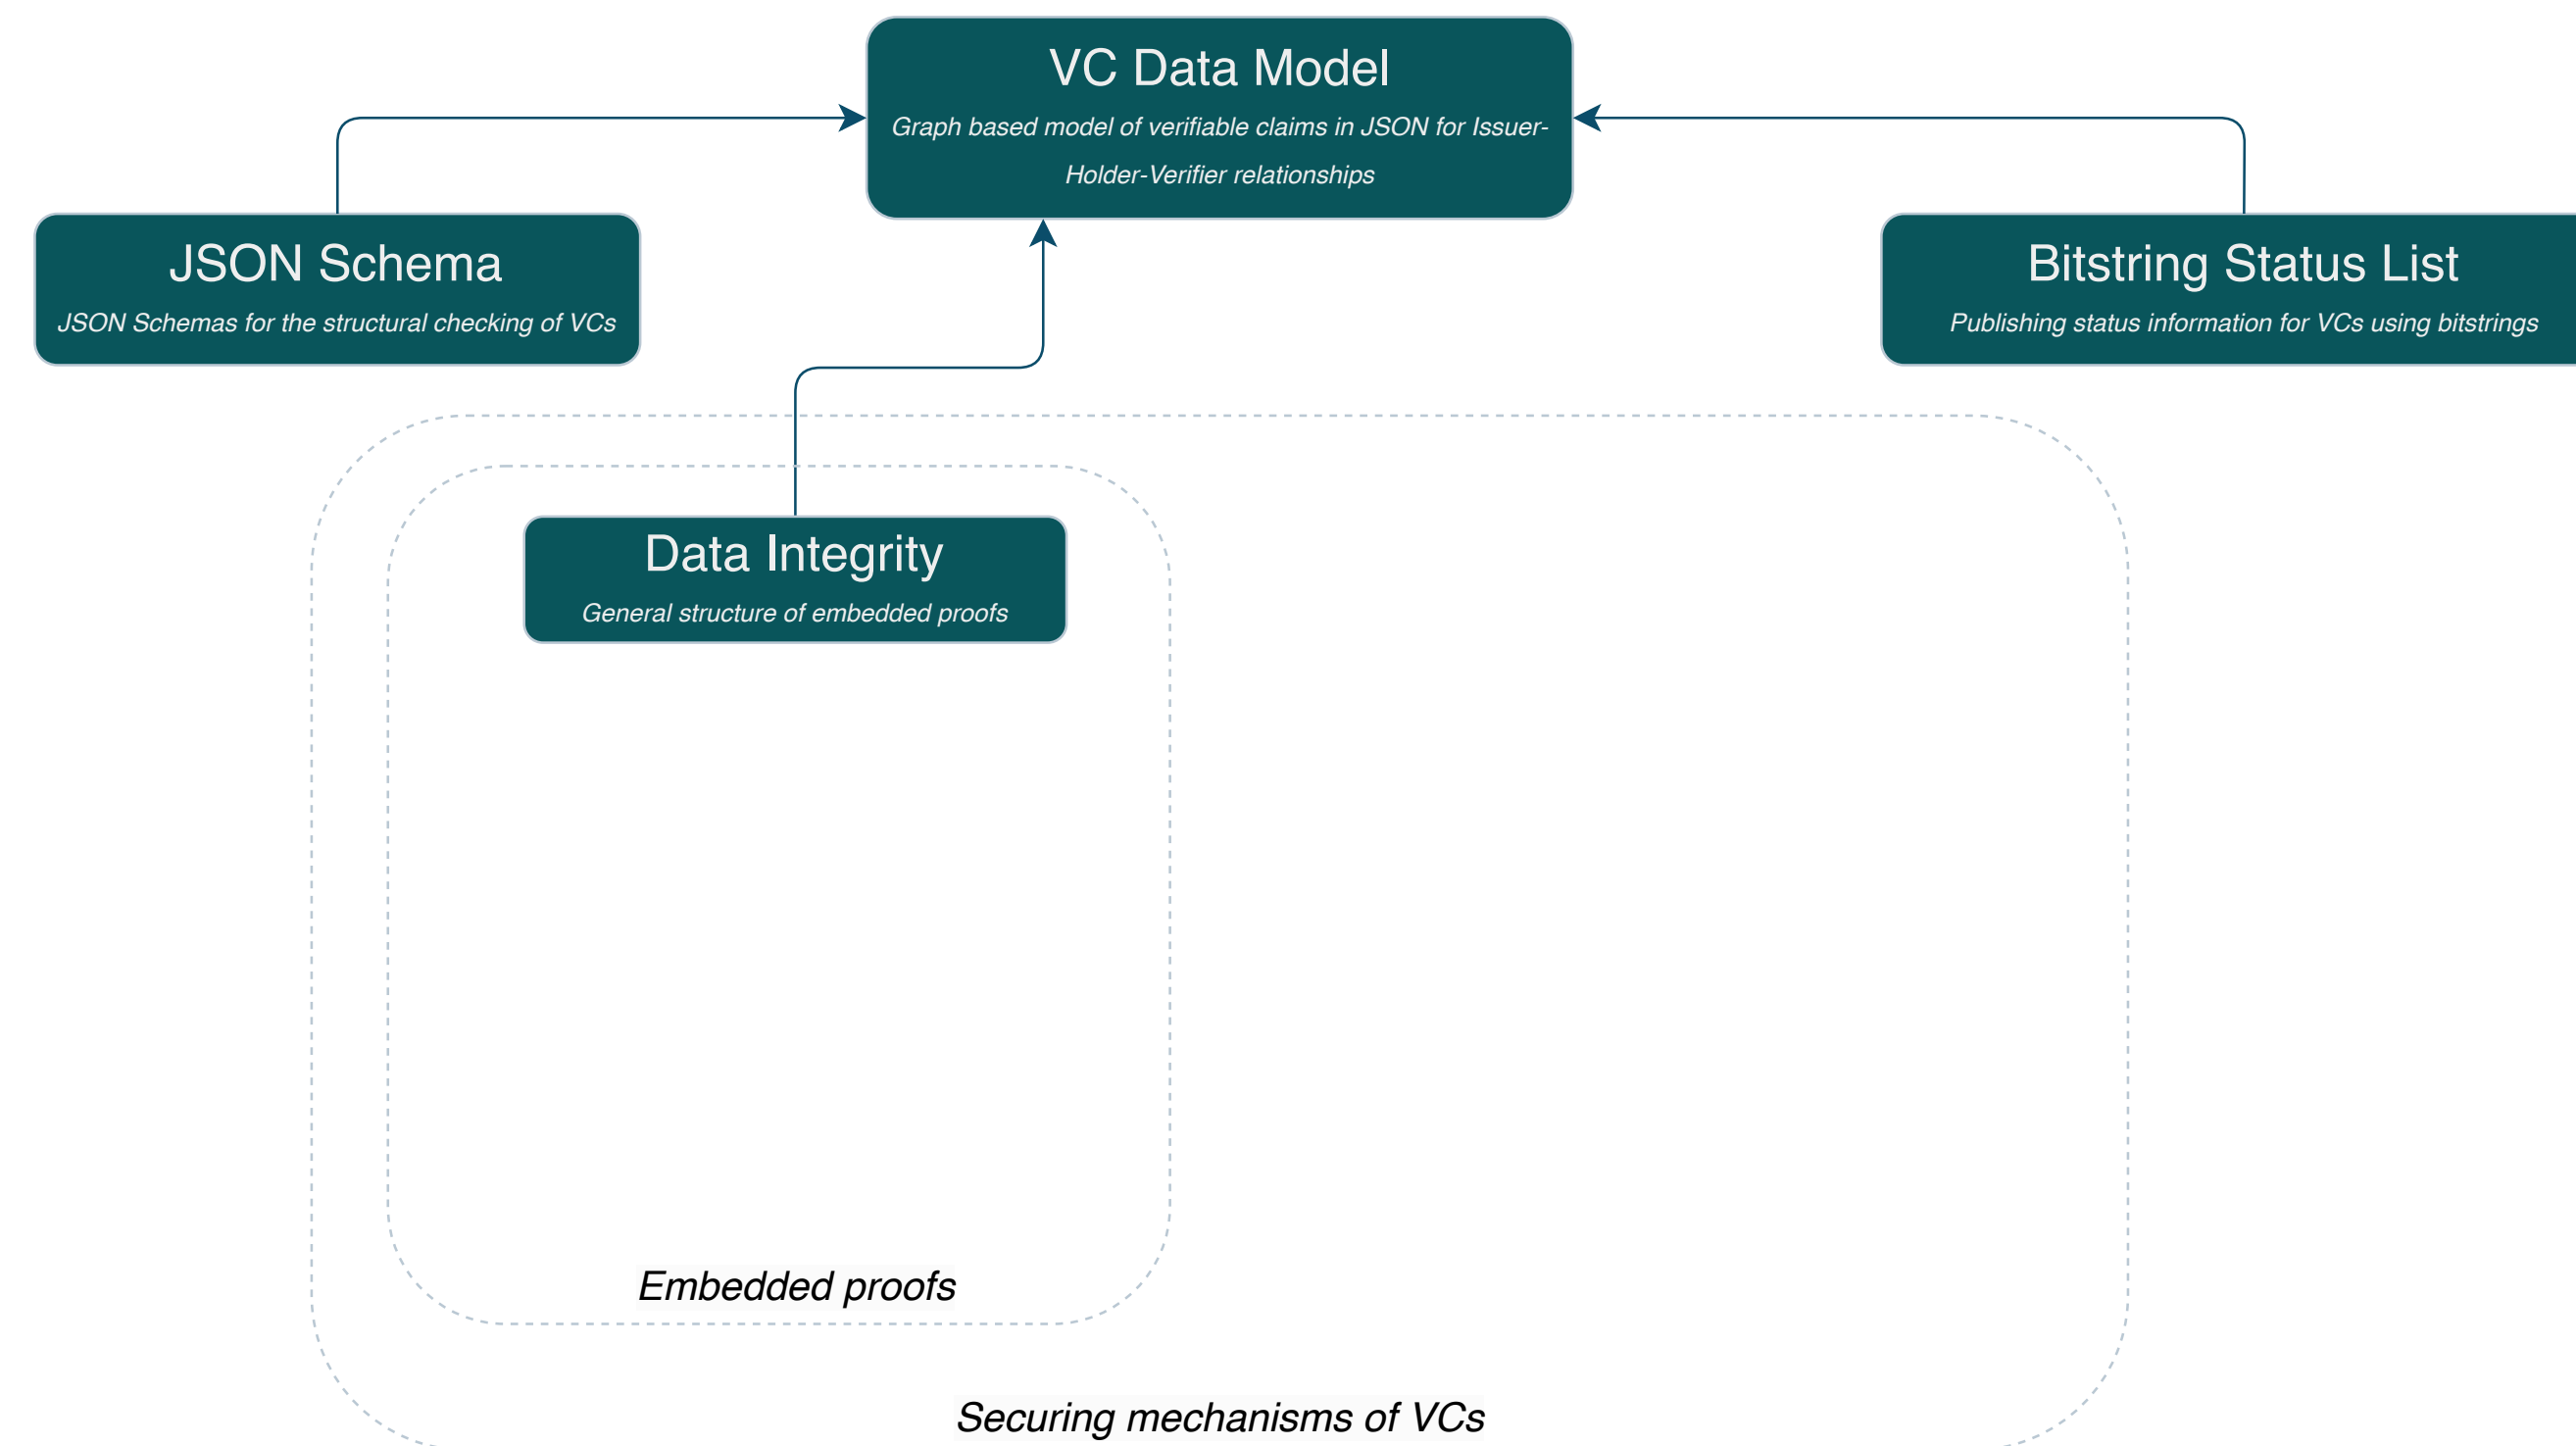 VC Data Model
Graph based model of verifiable claims in JSON for Issuer-
Holder-Verifier relationships
JSON Schema
JSON Schemas for the structural checking of VCs
Bitstring Status List
Publishing status information for VCs using bitstrings
Data Integrity
General structure of embedded proofs
Embedded proofs
Securing mechanisms of VCs